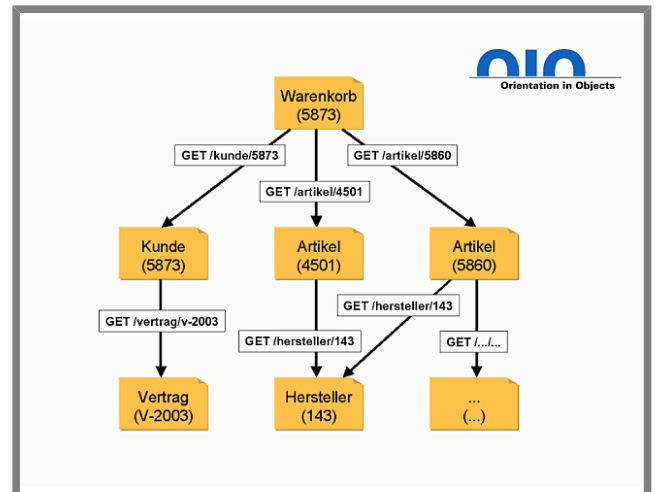 OIO
Orientation in Objects
Warenkorb
(5873)
GET /kunde/5873
GET /artikel/5860
GET /artikel/4501
Kunde
(5873)
Artikel
(4501)
Artikel
(5860)
GET /hersteller/143
GET /vertrag/v-2003
GET /hersteller/143
GET /.../...
Vertrag
(V-2003)
Hersteller
(143)
...
(...)